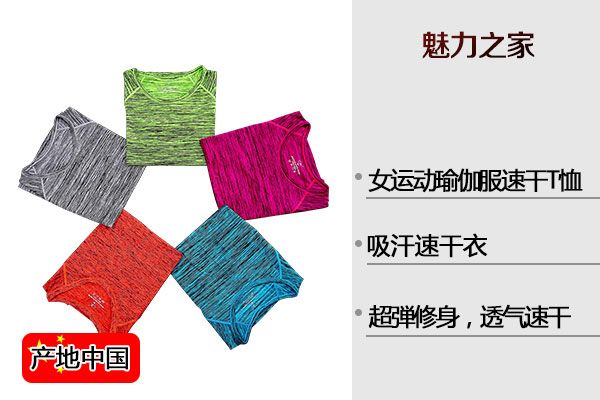 魅力之家
女运动瑜伽服速干T恤
吸汗速干衣
超弹修身，透气速干
产地中国